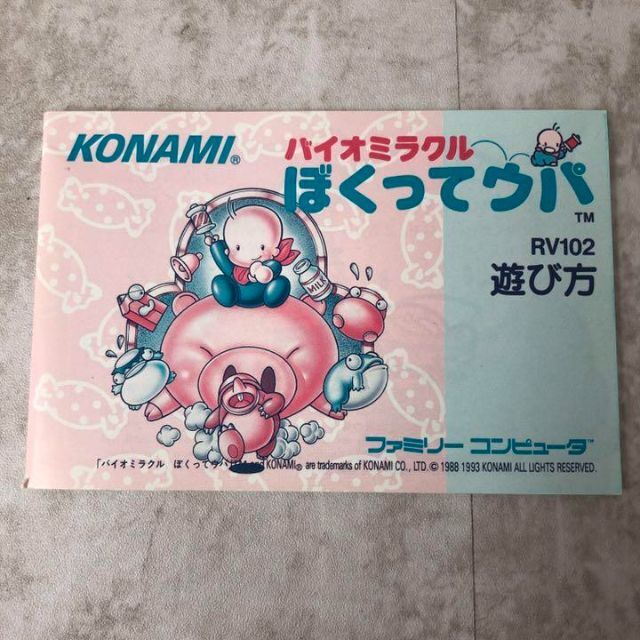 KONAMI®
バイオミラクル
ぼくってウパ
TM
RV102
遊び方
MILK
ファミリー コンピュータ™
「バイオミラクル ぼくってウパ and KONAMI® are trademarks of KONAMI CO., LTD. © 1988 1993 KONAMI ALL LIGHTS RESERVED.